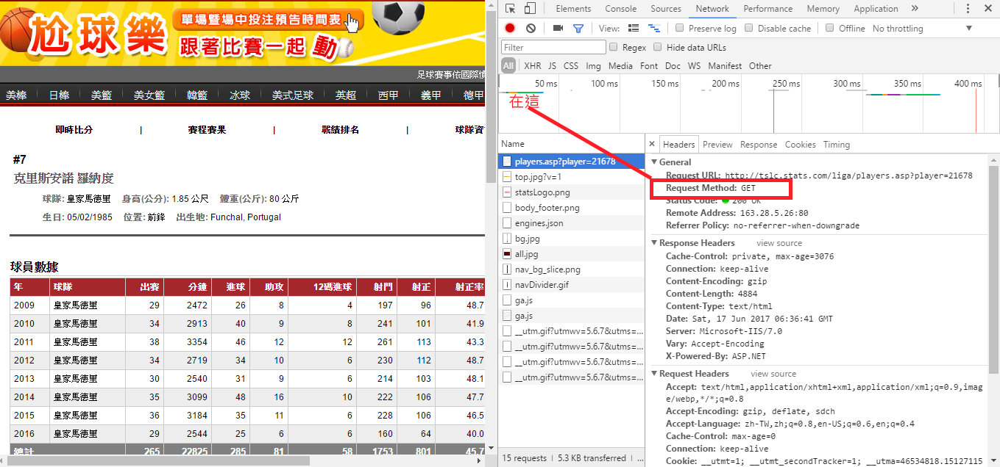 尬球樂
單場暨場中投注預告時間表
跟著比賽一起動
足球賽事依國際慣
美棒 日棒 美籃 美女籃 韓籃 冰球 美式足球 英超 西甲 義甲 德甲
即時比分 | 賽程賽果 | 戰績排名 | 球隊資
#7
克里斯安諾 羅納度
球隊: 皇家馬德里 身高(公分): 1.85 公尺 體重(公斤): 80 公斤
生日: 05/02/1985 位置: 前鋒 出生地: Funchal, Portugal
球員數據
年 球隊 出賽 分鐘 進球 助攻 12碼進球 射門 射正 射正率
2009 皇家馬德里 29 2472 26 8 4 197 96 48.7
2010 皇家馬德里 34 2913 40 9 8 241 101 41.9
2011 皇家馬德里 38 3354 46 12 12 261 113 43.3
2012 皇家馬德里 34 2719 34 10 6 230 112 48.7
2013 皇家馬德里 30 2540 31 9 6 214 103 48.1
2014 皇家馬德里 35 3099 48 16 10 222 106 47.7
2015 皇家馬德里 36 3184 35 11 6 228 106 46.5
2016 皇家馬德里 29 2544 25 6 6 160 64 40.0
總計 265 22825 285 81 58 1753 801 45.7
Elements Console Sources Network Performance Memory Application »
View: Preserve log Disable cache Offline No throttling
Filter Regex Hide data URLs
All XHR JS CSS Img Media Font Doc WS Manifest Other
50 ms 100 ms 150 ms 200 ms 250 ms 300 ms 350 ms 400 ms
在這
Name
players.asp?player=21678
top.jpg?v=1
statsLogo.png
body_footer.png
engines.json
bg.jpg
all.jpg
nav_bg_slice.png
navDivider.gif
ga.js
ga.js
__utm.gif?utmwv=5.6.7&utms=...
__utm.gif?utmwv=5.6.7&utms=...
__utm.gif?utmwv=5.6.7&utms=...
__utm.gif?utmwv=5.6.7&utms=...
15 requests | 5.3 KB transferred | ...
× Headers Preview Response Cookies Timing
General
Request URL: http://tslc.stats.com/liga/players.asp?player=21678
Request Method: GET
Status Code: 200 OK
Remote Address: 163.28.5.26:80
Referrer Policy: no-referrer-when-downgrade
Response Headers view source
Cache-Control: private, max-age=3076
Connection: keep-alive
Content-Encoding: gzip
Content-Length: 4884
Content-Type: text/html
Date: Sat, 17 Jun 2017 06:36:41 GMT
Server: Microsoft-IIS/7.0
Vary: Accept-Encoding
X-Powered-By: ASP.NET
Request Headers view source
Accept: text/html,application/xhtml+xml,application/xml;q=0.9,imag
e/webp,*/*;q=0.8
Accept-Encoding: gzip, deflate, sdch
Accept-Language: zh-TW,zh;q=0.8,en-US;q=0.6,en;q=0.4
Cache-Control: max-age=0
Connection: keep-alive
Cookie: __utmt=1; __utmt_secondTracker=1; __utma=46534818.15127115